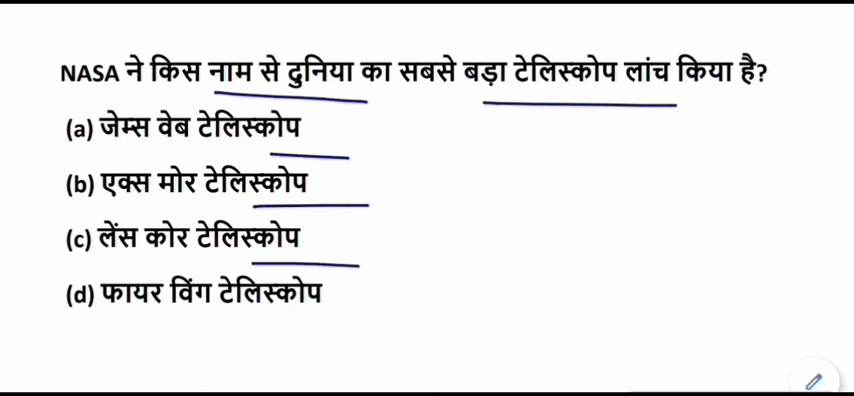 NASA ने किस नाम से दुनिया का सबसे बड़ा टेलिस्कोप लांच किया है?
(a) जेम्स वेब टेलिस्कोप
(b) एक्स मोर टेलिस्कोप
(c) लेंस कोर टेलिस्कोप
(d) फायर विंग टेलिस्कोप